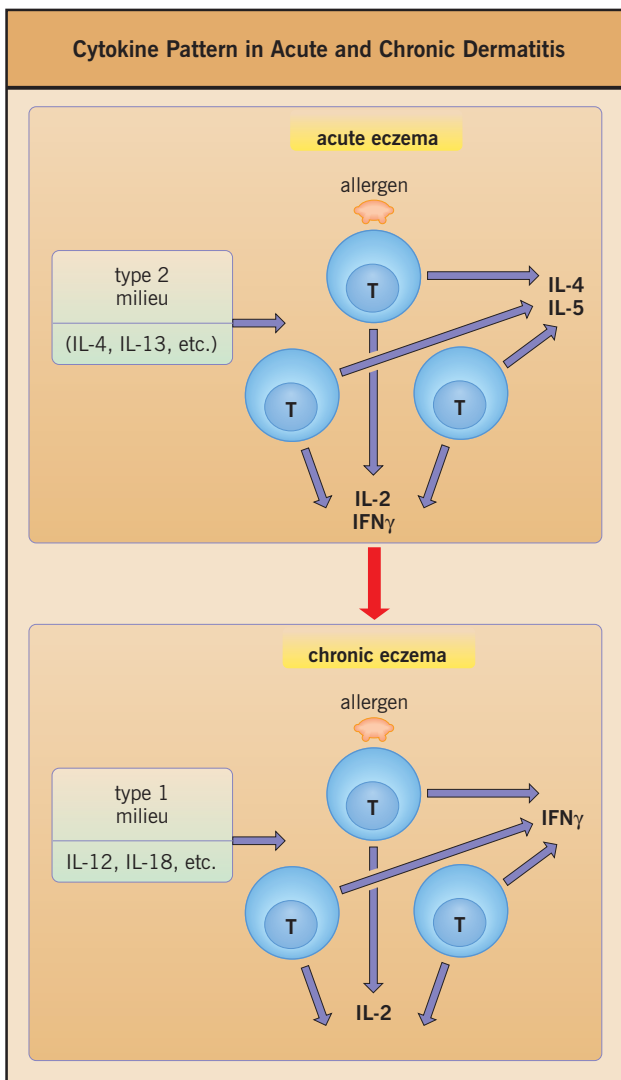 Cytokine Pattern in Acute and Chronic Dermatitis
acute eczema
allergen
T
type 2
milieu
(IL-4, IL-13, etc.)
IL-4
IL-5
T
T
IL-2
IFNγ
chronic eczema
allergen
T
type 1
milieu
IL-12, IL-18, etc.
IFNγ
T
T
IL-2